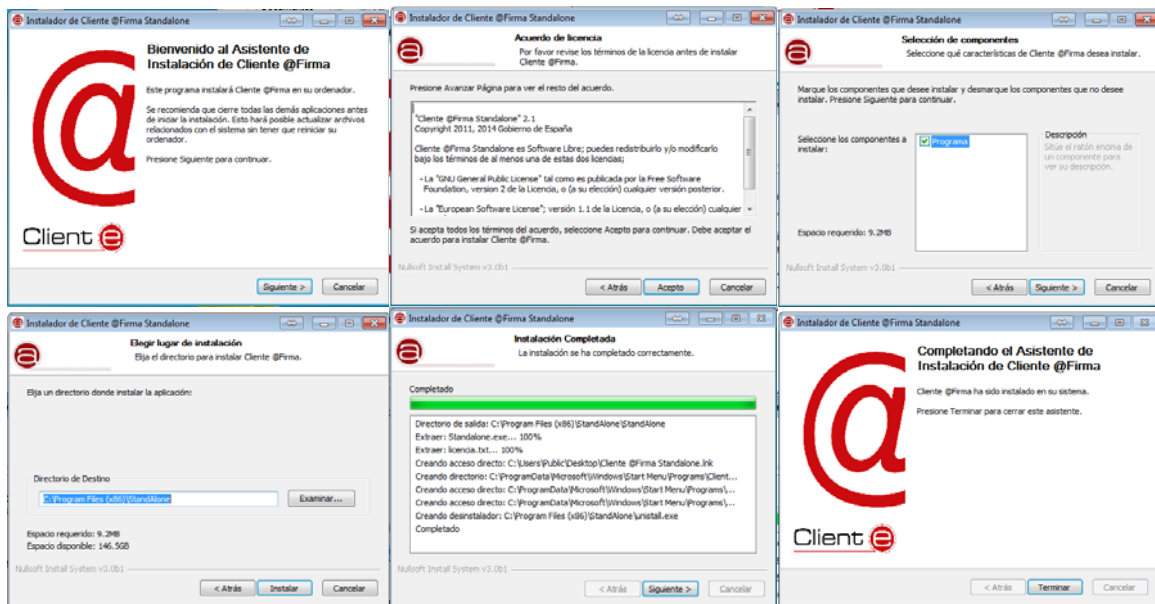 Instalador de Cliente @Firma Standalone
Bienvenido al Asistente de
Instalación de Cliente @Firma
Este programa instalará Cliente @Firma en su ordenador.
Se recomienda que cierre todas las demás aplicaciones antes
de iniciar la instalación. Esto hará posible actualizar archivos
relacionados con el sistema sin tener que reiniciar su
ordenador.
Presione Siguiente para continuar.
Client e
Siguiente >
Cancelar
Instalador de Cliente @Firma Standalone
Acuerdo de licencia
Por favor revise los términos de la licencia antes de instalar
Cliente @Firma.
Presione Avanzar Página para ver el resto del acuerdo.
"Cliente @Firma Standalone" 2.1
Copyright 2011, 2014 Gobierno de España
Cliente @Firma Standalone es Software Libre; puedes redistribuirlo y/o modificarlo
bajo los términos de al menos una de estas dos licencias;
- La "GNU General Public License" tal como es publicada por la Free Software
Foundation, version 2 de la Licencia, o (a su elección) cualquier versión posterior.
- La "European Software License"; versión 1.1 de la Licencia, o (a su elección) cualquier
Si acepta todos los términos del acuerdo, seleccione Acepto para continuar. Debe aceptar el
acuerdo para instalar Cliente @Firma.
Nullsoft Install System v3.0b1
< Atrás
Acepto
Cancelar
Instalador de Cliente @Firma Standalone
Selección de componentes
Seleccione qué características de Cliente @Firma desea instalar.
Marque los componentes que desee instalar y desmarque los componentes que no desee
instalar. Presione Siguiente para continuar.
Seleccione los componentes a
instalar:
Programa
Descripción
Sitúe el ratón encima de
un componente para
ver su descripción.
Espacio requerido: 9.2MB
Nullsoft Install System v3.0b1
< Atrás
Siguiente >
Cancelar
Instalador de Cliente @Firma Standalone
Elegir lugar de instalación
Elija el directorio para instalar Cliente @Firma.
Elija un directorio donde instalar la aplicación:
Directorio de Destino
C:\Program Files (x86)\StandAlone
Examinar...
Espacio requerido: 9.2MB
Espacio disponible: 146.5GB
Nullsoft Install System v3.0b1
< Atrás
Instalar
Cancelar
Instalador de Cliente @Firma Standalone
Instalación Completada
La instalación se ha completado correctamente.
Completado
Directorio de salida: C:\Program Files (x86)\StandAlone\StandAlone
Extraer: Standalone.exe... 100%
Extraer: licencia.txt... 100%
Creando acceso directo: C:\Users\Public\Desktop\Cliente @Firma Standalone.lnk
Creando directorio: C:\ProgramData\Microsoft\Windows\Start Menu\Programs\Client...
Creando acceso directo: C:\ProgramData\Microsoft\Windows\Start Menu\Programs\,...
Creando acceso directo: C:\ProgramData\Microsoft\Windows\Start Menu\Programs\,...
Creando desinstalador: C:\Program Files (x86)\StandAlone\unistall.exe
Completado
Nullsoft Install System v3.0b1
< Atrás
Siguiente >
Cancelar
Instalador de Cliente @Firma Standalone
Completando el Asistente de
Instalación de Cliente @Firma
Cliente @Firma ha sido instalado en su sistema.
Presione Terminar para cerrar este asistente.
Client e
< Atrás
Terminar
Cancelar